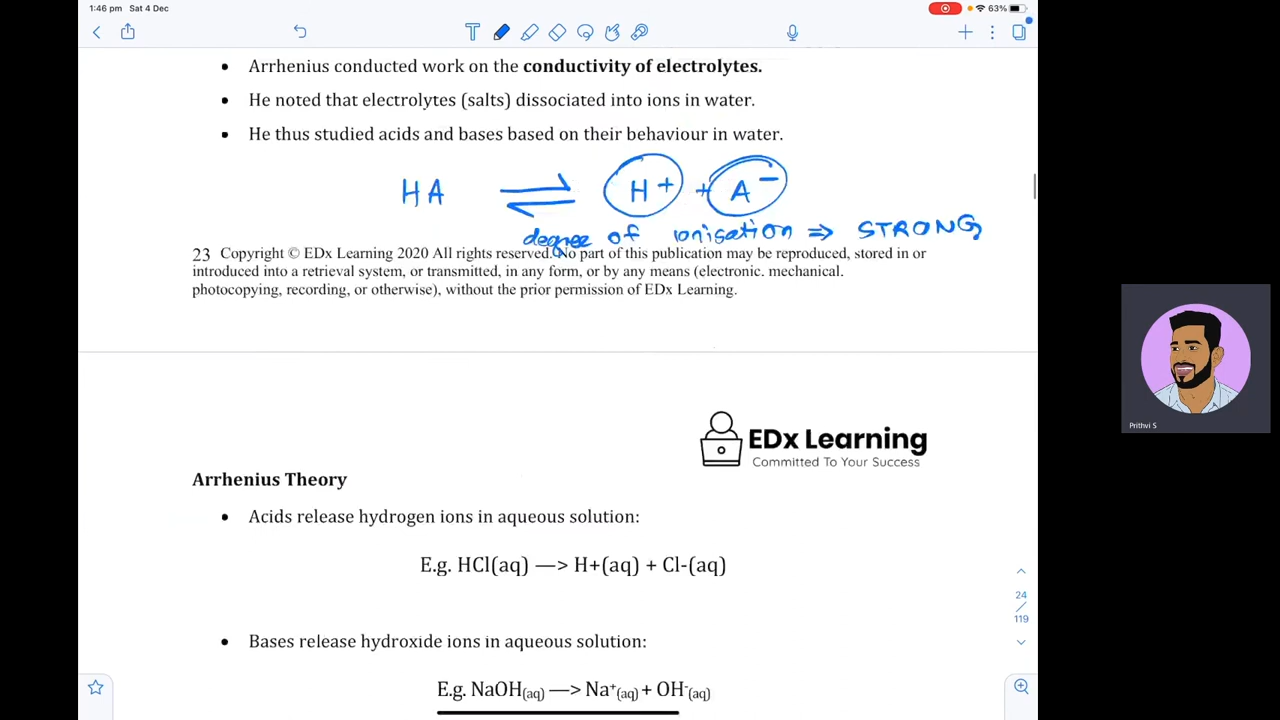 1:46 pm Sat 4 Dec
63%
• Arrhenius conducted work on the conductivity of electrolytes.
• He noted that electrolytes (salts) dissociated into ions in water.
• He thus studied acids and bases based on their behaviour in water.
HA ⇌ H+ + A−
degree of ionisation ⇒ STRONG
23 Copyright © EDx Learning 2020 All rights reserved. No part of this publication may be reproduced, stored in or
introduced into a retrieval system, or transmitted, in any form, or by any means (electronic. mechanical.
photocopying, recording, or otherwise), without the prior permission of EDx Learning.
EDx Learning
Committed To Your Success
Arrhenius Theory
• Acids release hydrogen ions in aqueous solution:
E.g. HCl(aq) —> H+(aq) + Cl-(aq)
• Bases release hydroxide ions in aqueous solution:
E.g. NaOH(aq) —> Na+(aq) + OH-(aq)
24
/
119
Prithvi S